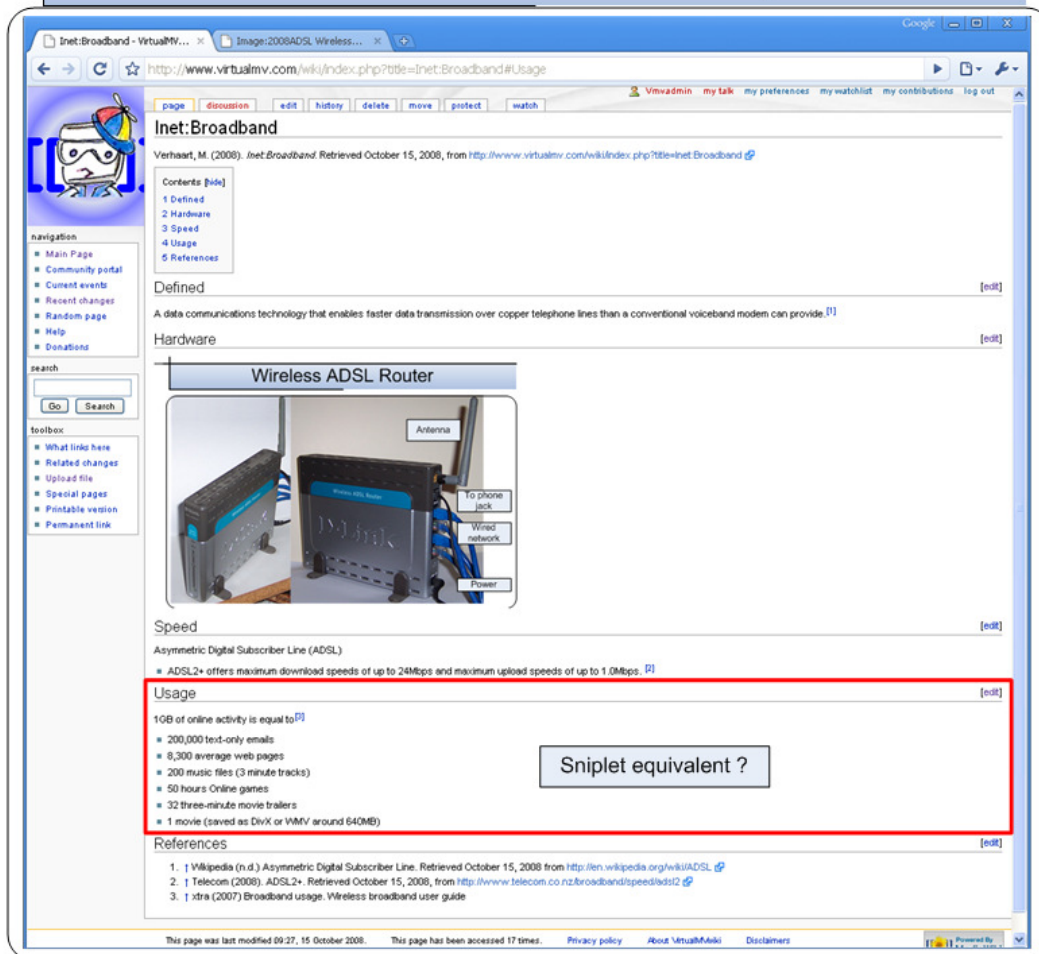 Google
Inet:Broadband - VirtualMV...
Image:2008ADSL Wireless...
http://www.virtualmv.com/wiki/index.php?title=Inet:Broadband#Usage
Vmvadmin my talk my preferences my watchlist my contributions log out
page discussion edit history delete move protect watch
Inet:Broadband
Verhaart, M. (2008). Inet:Broadband. Retrieved October 15, 2008, from http://www.virtualmv.com/wiki/index.php?title=Inet:Broadband
Contents [hide]
1 Defined
2 Hardware
3 Speed
4 Usage
5 References
navigation
Main Page
Community portal
Current events
Recent changes
Random page
Help
Donations
search
Go Search
toolbox
What links here
Related changes
Upload file
Special pages
Printable version
Permanent link
Defined [edit]
A data communications technology that enables faster data transmission over copper telephone lines than a conventional voiceband modem can provide.[1]
Hardware [edit]
Wireless ADSL Router
Antenna
Wireless ADSL Router
D-Link
To phone
jack
Wired
network
Power
Speed [edit]
Asymmetric Digital Subscriber Line (ADSL)
ADSL2+ offers maximum download speeds of up to 24Mbps and maximum upload speeds of up to 1.0Mbps. [2]
Usage [edit]
1GB of online activity is equal to[3]
200,000 text-only emails
8,300 average web pages
200 music files (3 minute tracks)
50 hours Online games
32 three-minute movie trailers
1 movie (saved as DivX or WMV around 640MB)
Sniplet equivalent ?
References [edit]
1. ↑ Wikipedia (n.d.) Asymmetric Digital Subscriber Line. Retrieved October 15, 2008 from http://en.wikipedia.org/wiki/ADSL
2. ↑ Telecom (2008). ADSL2+. Retrieved October 15, 2008, from http://www.telecom.co.nz/broadband/speed/adsl2
3. ↑ xtra (2007) Broadband usage. Wireless broadband user guide
This page was last modified 09:27, 15 October 2008. This page has been accessed 17 times. Privacy policy About VirtualMVwiki Disclaimers
Powered By